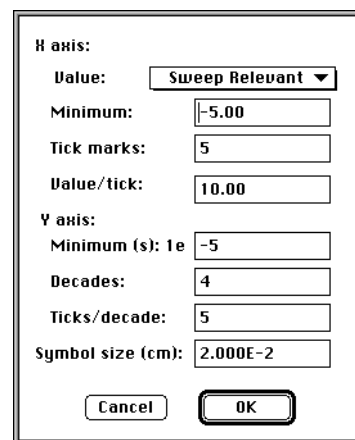 X axis:
Value: Sweep Relevant
Minimum: -5.00
Tick marks: 5
Value/tick: 10.00
Y axis:
Minimum (s): 1e -5
Decades: 4
Ticks/decade: 5
Symbol size (cm): 2.000E-2
Cancel OK